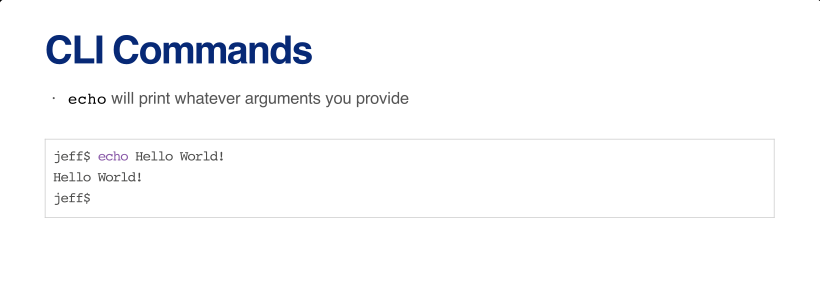 CLI Commands
· echo will print whatever arguments you provide
jeff$ echo Hello World!
Hello World!
jeff$